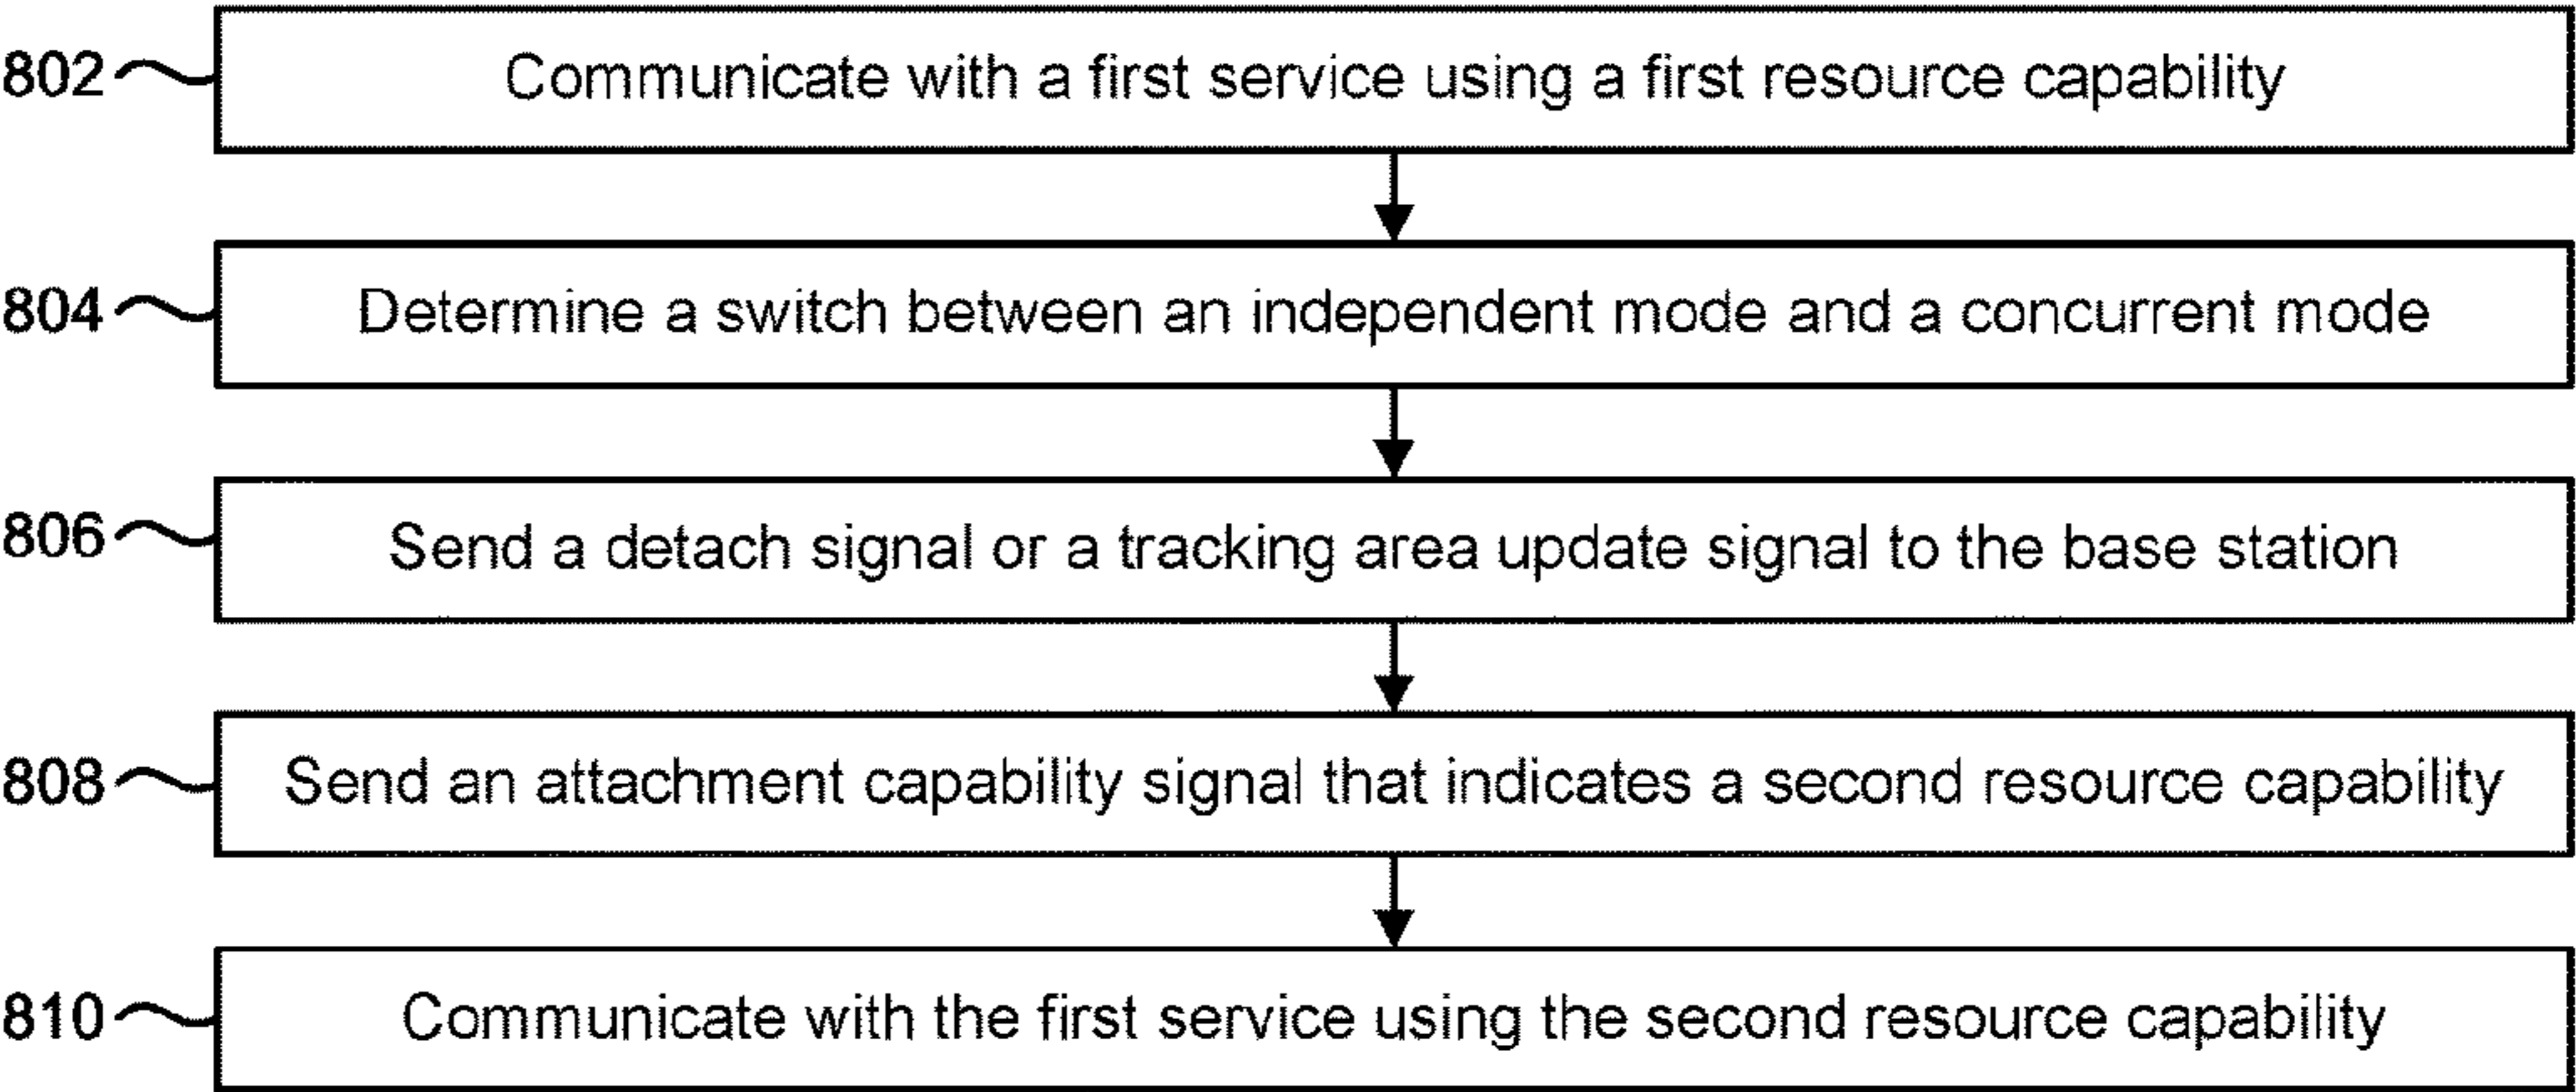 802 Communicate with a first service using a first resource capability
804 Determine a switch between an independent mode and a concurrent mode
806 Send a detach signal or a tracking area update signal to the base station
808 Send an attachment capability signal that indicates a second resource capability
810 Communicate with the first service using the second resource capability